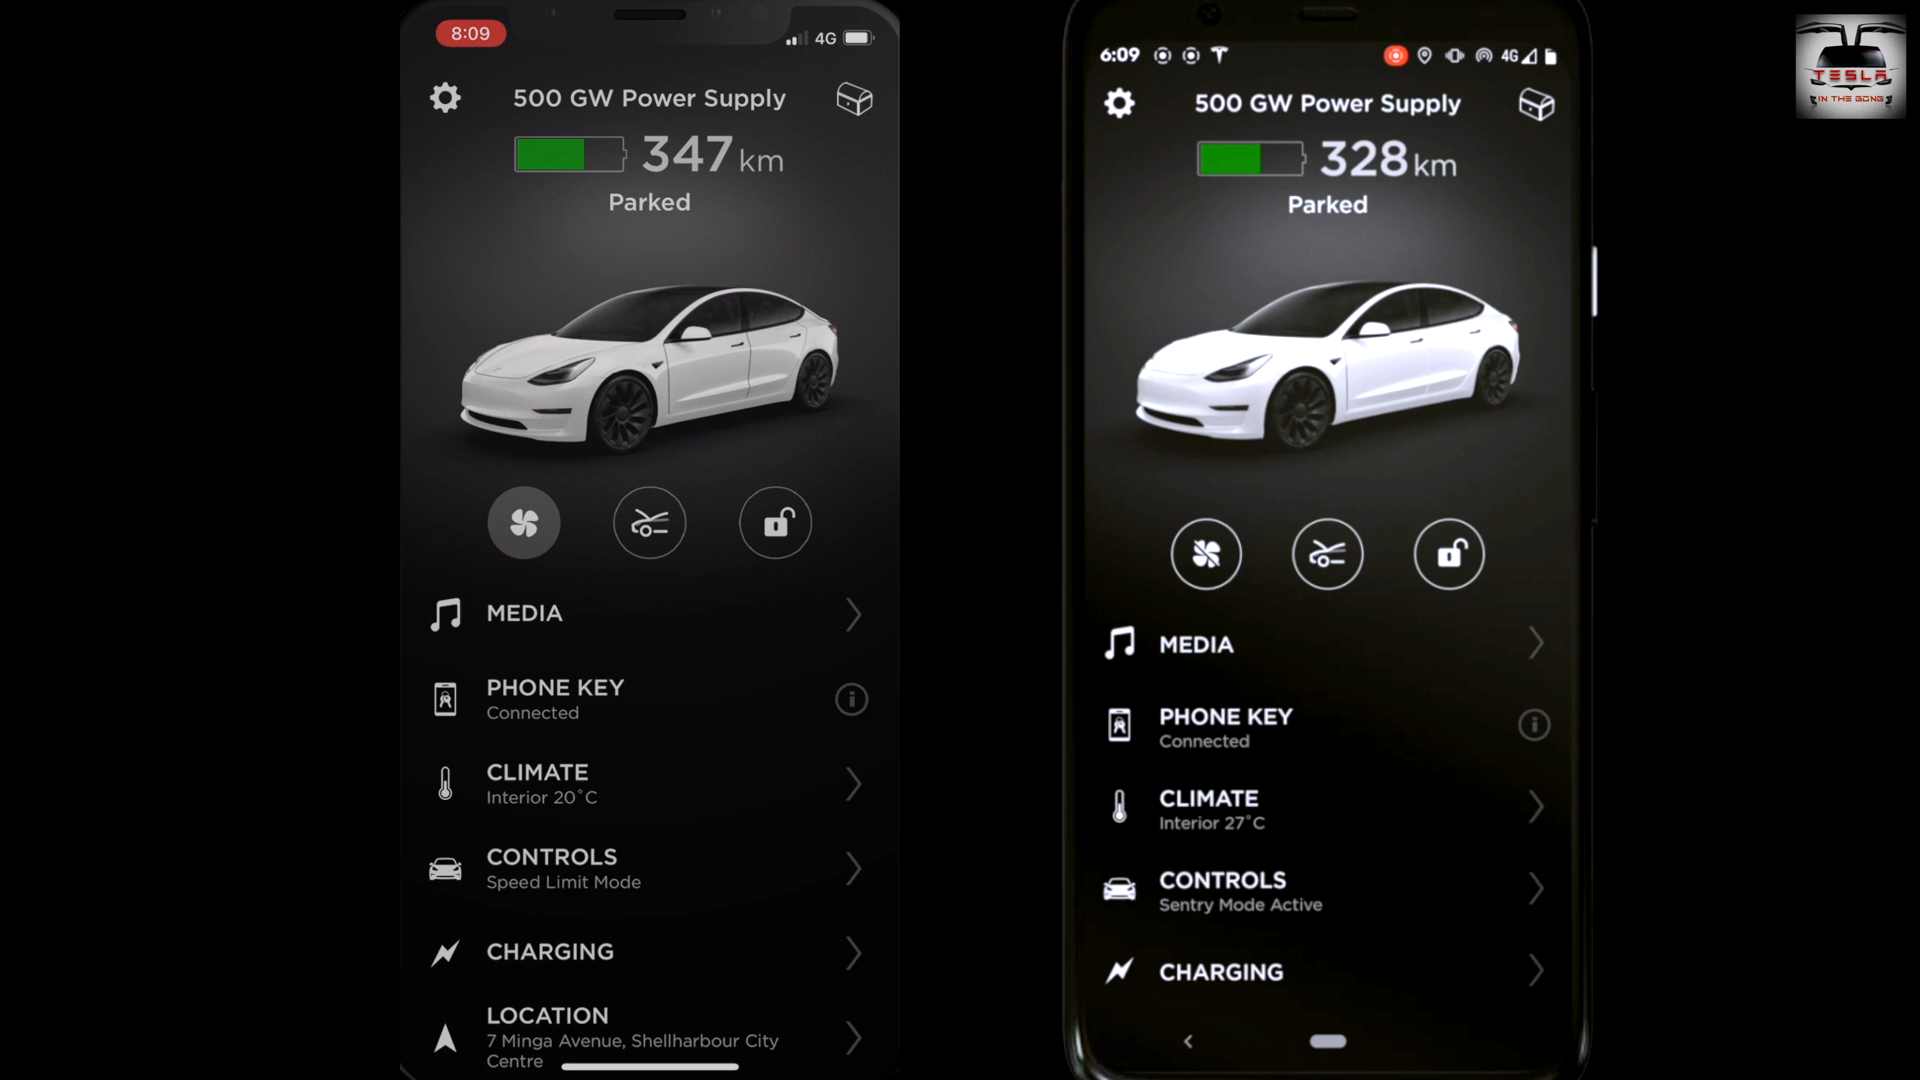 8:09
4G
500 GW Power Supply
347 km
Parked
MEDIA
PHONE KEY
Connected
CLIMATE
Interior 20°C
CONTROLS
Speed Limit Mode
CHARGING
LOCATION
7 Minga Avenue, Shellharbour City
Centre
6:09
4G
500 GW Power Supply
328 km
Parked
MEDIA
PHONE KEY
Connected
CLIMATE
Interior 27°C
CONTROLS
Sentry Mode Active
CHARGING
TESLA
IN THE GONG